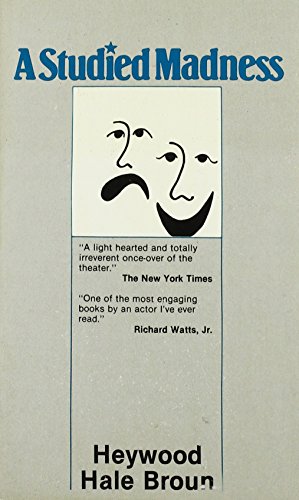 A Studied Madness
"A light hearted and totally
irreverent once-over of the
theater."
The New York Times
"One of the most engaging
books by an actor I've ever
read."
Richard Watts, Jr.
Heywood
Hale Broun